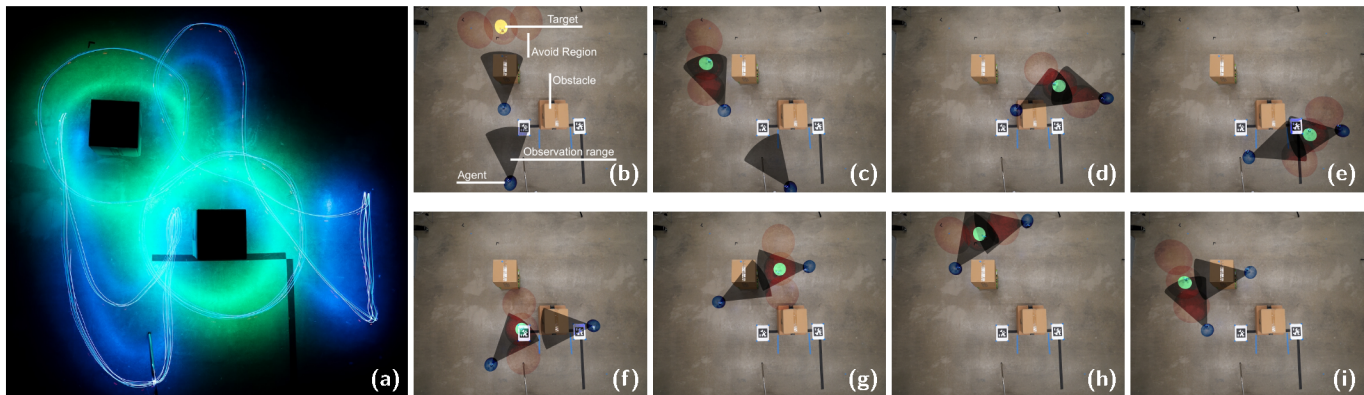 Target
Avoid Region
Obstacle
Observation range
Agent
(a)
(b)
(c)
(d)
(e)
(f)
(g)
(h)
(i)